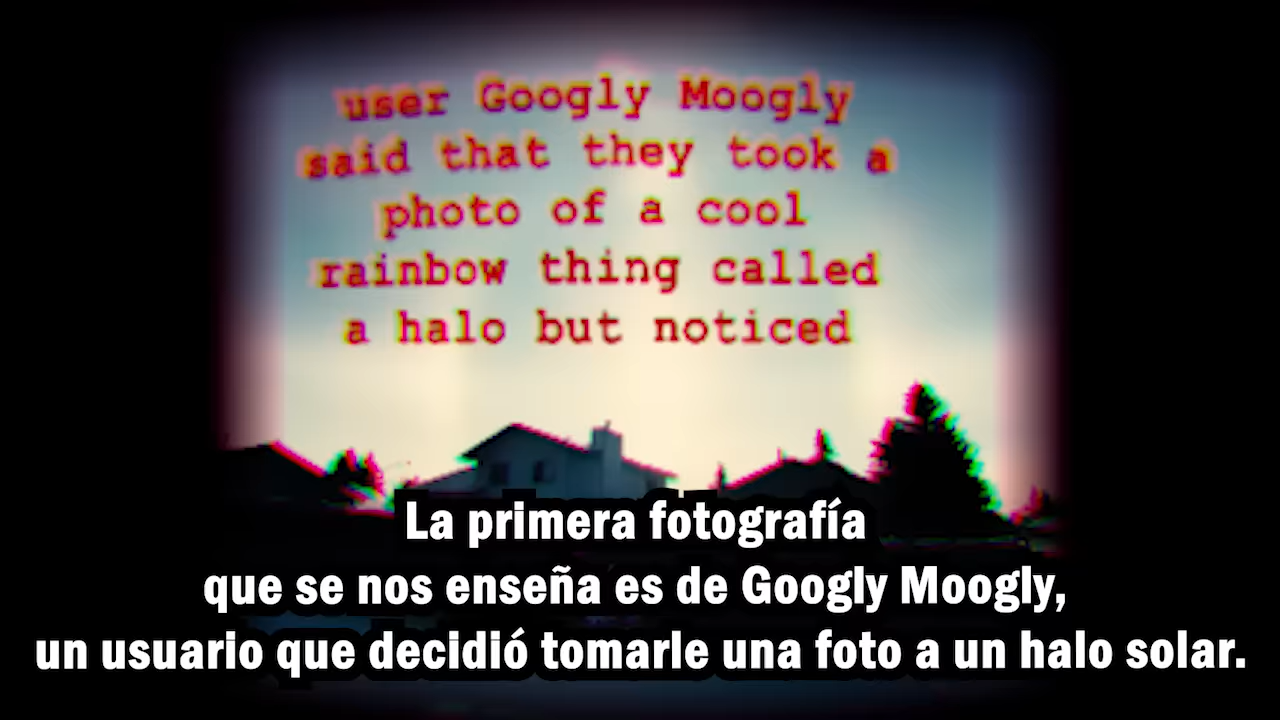 user Googly Moogly
said that they took a
photo of a cool
rainbow thing called
a halo but noticed
La primera fotografía
que se nos enseña es de Googly Moogly,
un usuario que decidió tomarle una foto a un halo solar.